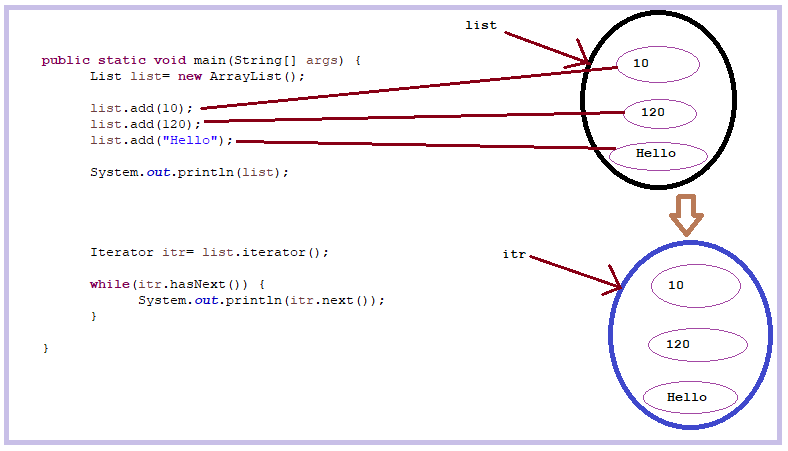 list
public static void main(String[] args) {
List list= new ArrayList();
10
list.add(10);
list.add(120);
120
list.add("Hello");
Hello
System.out.println(list);
Iterator itr= list.iterator();
itr
while(itr.hasNext()) {
10
System.out.println(itr.next());
}
120
}
Hello